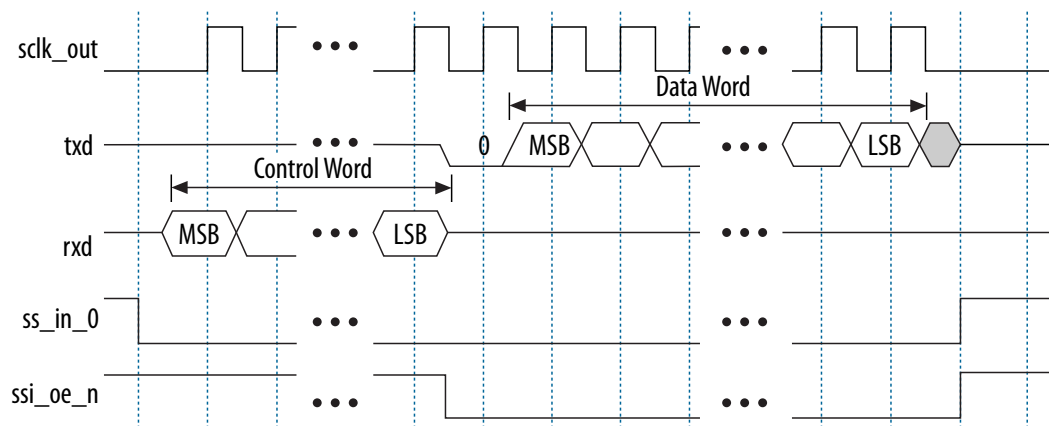 sclk_out
Data Word
txd
0
MSB
LSB
Control Word
rxd
MSB
LSB
ss_in_0
ssi_oe_n